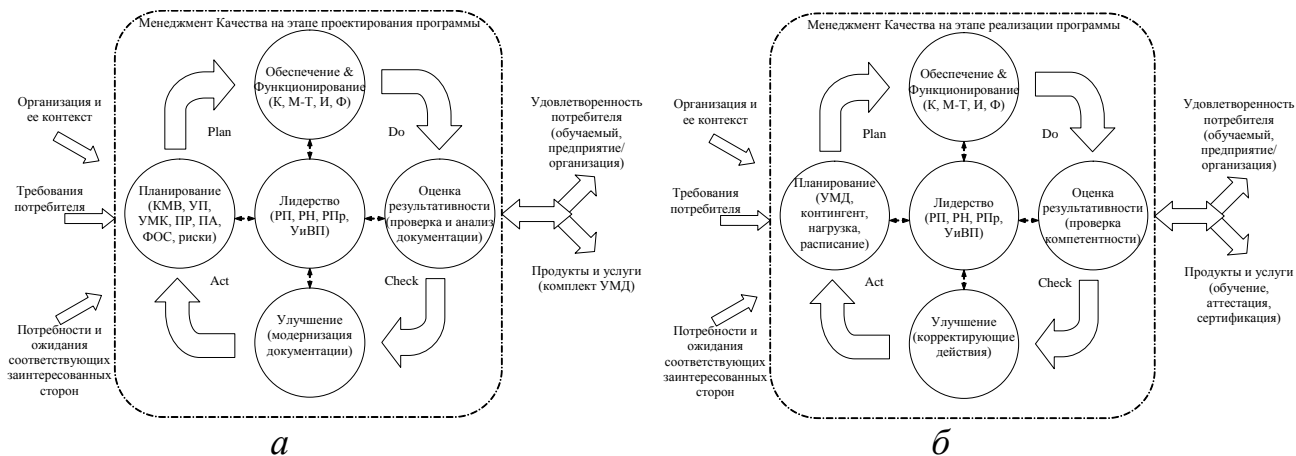 Менеджмент Качества на этапе проектирования программы
Организация и
ее контекст
Требования
потребителя
Потребности и
ожидания
соответствующих
заинтересованных
сторон
Обеспечение &
Функционирование
(К, М-Т, И, Ф)
Plan
Do
Планирование
(КМВ, УП,
УМК, ПР, ПА,
ФОС, риски)
Лидерство
(РП, РН, РПр,
УиВП)
Оценка
результативности
(проверка и анализ
документации)
Act
Check
Улучшение
(модернизация
документации)
Удовлетворенность
потребителя
(обучаемый,
предприятие/
организация)
Продукты и услуги
(комплект УМД)
а
Менеджмент Качества на этапе реализации программы
Организация и
ее контекст
Требования
потребителя
Потребности и
ожидания
соответствующих
заинтересованных
сторон
Обеспечение &
Функционирование
(К, М-Т, И, Ф)
Plan
Do
Планирование
(УМД,
контингент,
нагрузка,
расписание)
Лидерство
(РП, РН, РПр,
УиВП)
Оценка
результативности
(проверка
компетентности)
Act
Check
Улучшение
(корректирующие
действия)
Удовлетворенность
потребителя
(обучаемый,
предприятие/
организация)
Продукты и услуги
(обучение,
аттестация,
сертификация)
б